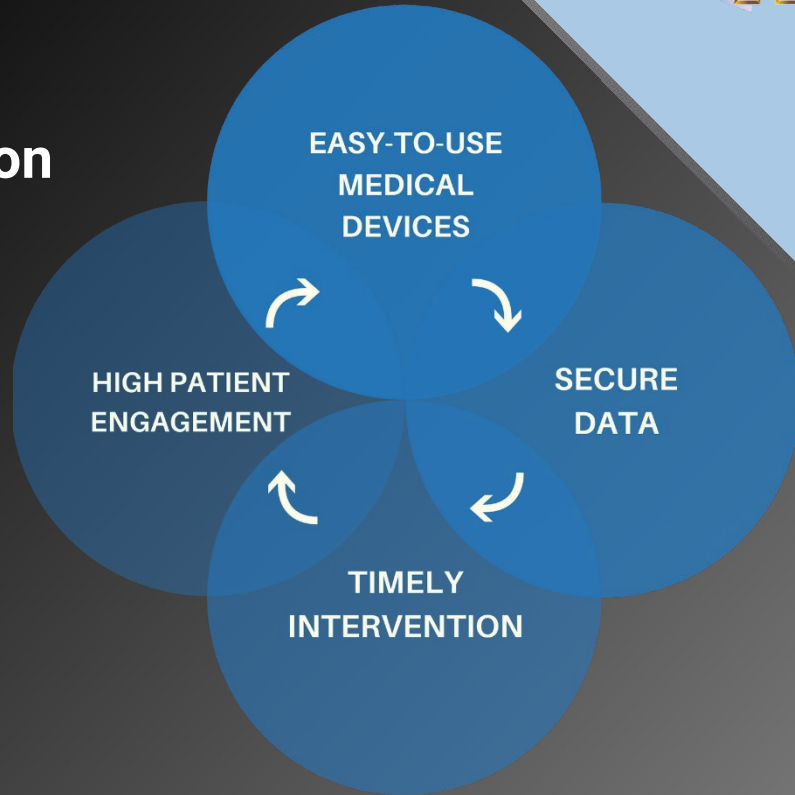 on
EASY-TO-USE
MEDICAL
DEVICES
HIGH PATIENT
ENGAGEMENT
SECURE
DATA
TIMELY
INTERVENTION